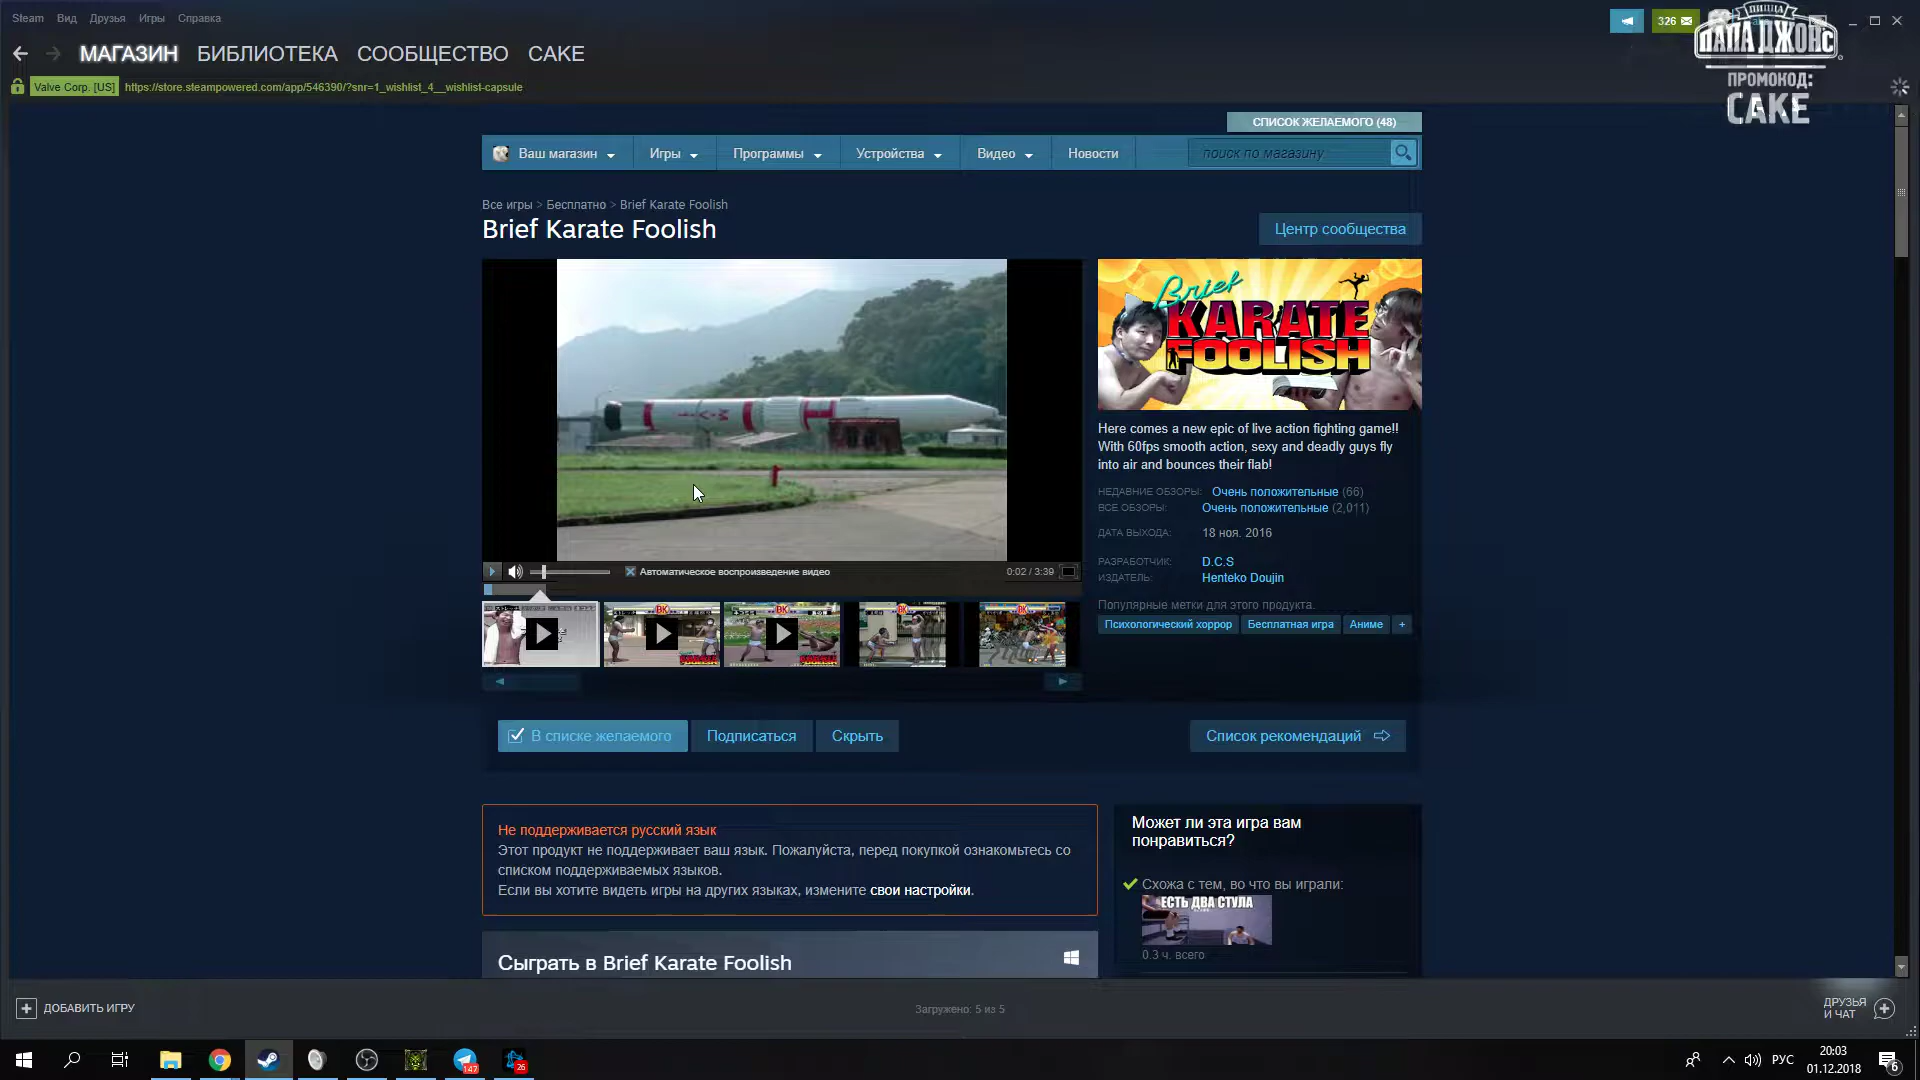 Steam Вид Друзья Игры Справка
326
ПИЦЦА
ПАПА ДЖОНС
ПРОМОКОД:
CAKE
МАГАЗИН БИБЛИОТЕКА СООБЩЕСТВО CAKE
Valve Corp. [US] https://store.steampowered.com/app/546390/?snr=1_wishlist_4__wishlist-capsule
СПИСОК ЖЕЛАЕМОГО (48)
Ваш магазин Игры Программы Устройства Видео Новости поиск по магазину
Все игры > Бесплатно > Brief Karate Foolish
Brief Karate Foolish
Центр сообщества
Brief
KARATE
FOOLISH
Here comes a new epic of live action fighting game!!
With 60fps smooth action, sexy and deadly guys fly
into air and bounces their flab!
НЕДАВНИЕ ОБЗОРЫ: Очень положительные (66)
ВСЕ ОБЗОРЫ: Очень положительные (2,011)
ДАТА ВЫХОДА: 18 ноя. 2016
РАЗРАБОТЧИК: D.C.S
ИЗДАТЕЛЬ: Henteko Doujin
Популярные метки для этого продукта:
Психологический хоррор Бесплатная игра Аниме +
Автоматическое воспроизведение видео 0:02 / 3:39
В списке желаемого Подписаться Скрыть Список рекомендаций
Не поддерживается русский язык
Этот продукт не поддерживает ваш язык. Пожалуйста, перед покупкой ознакомьтесь со
списком поддерживаемых языков.
Если вы хотите видеть игры на других языках, измените свои настройки.
Может ли эта игра вам
понравиться?
Схожа с тем, во что вы играли:
ЕСТЬ ДВА СТУЛА
0.3 ч. всего
Сыграть в Brief Karate Foolish
ДОБАВИТЬ ИГРУ
Загружено: 5 из 5
ДРУЗЬЯ
И ЧАТ
147
26
РУС
20:03
01.12.2018
6